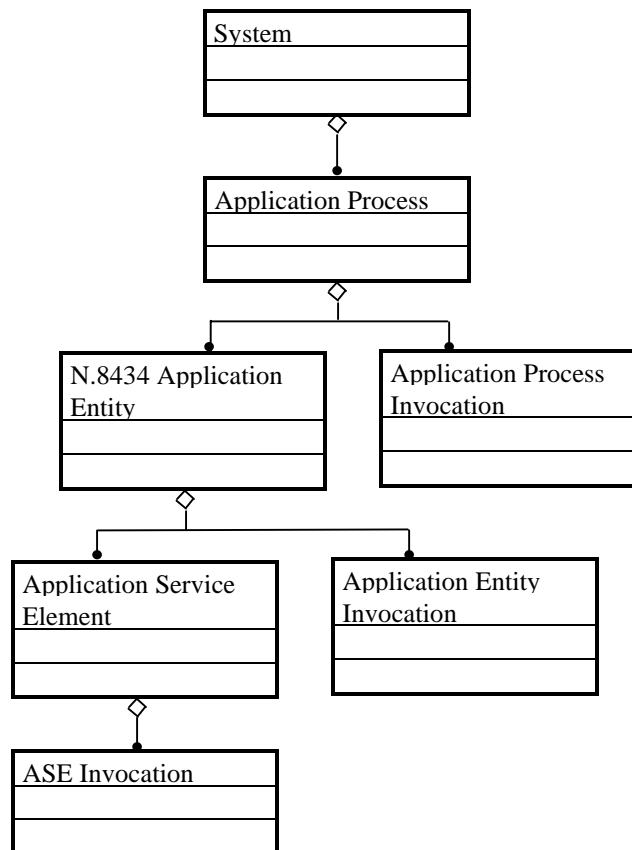 System
Application Process
N.8434 Application
Entity
Application Process
Invocation
Application Service
Element
Application Entity
Invocation
ASE Invocation